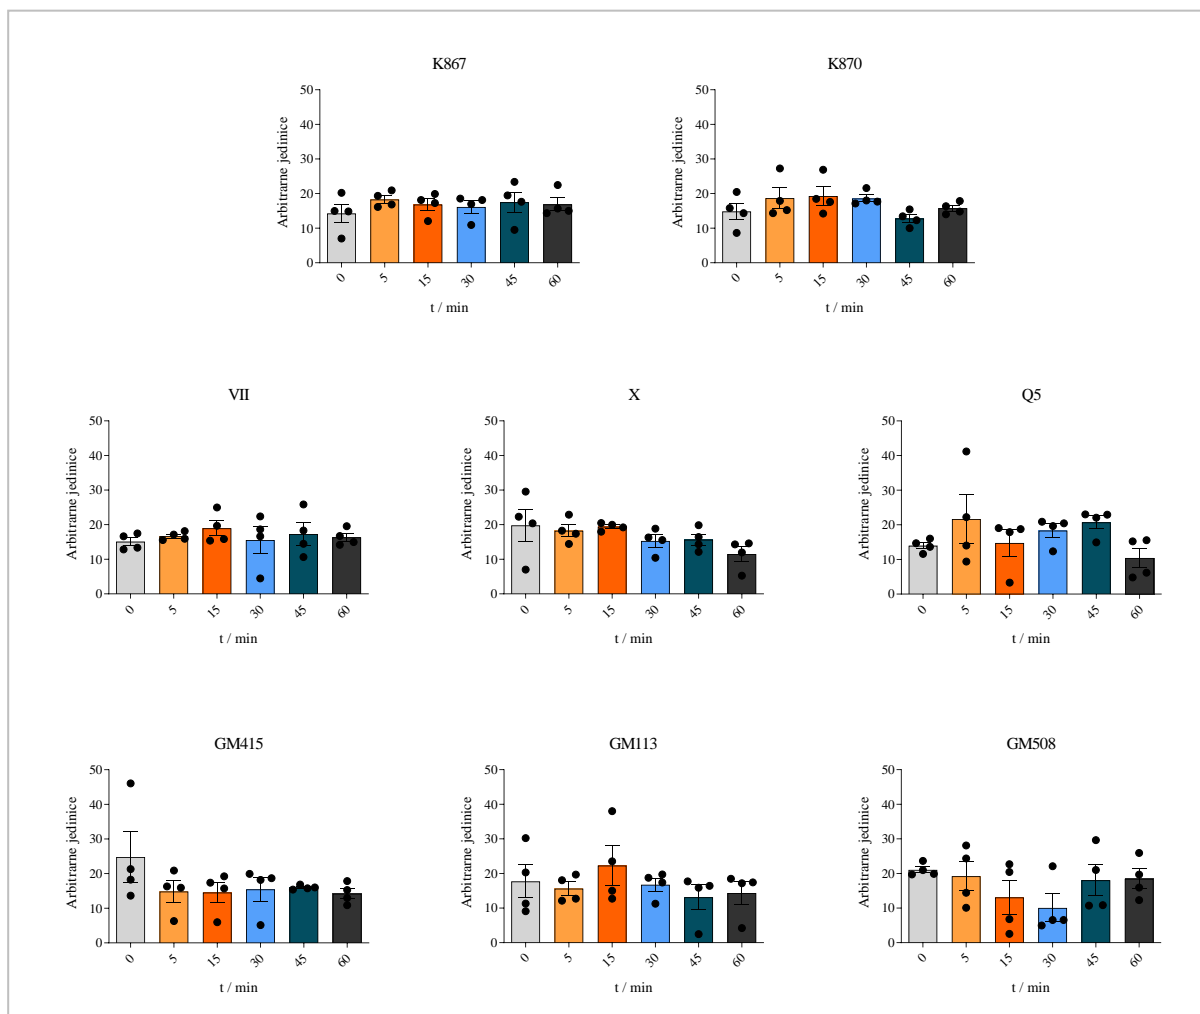 K867 K870
50 50
40 40
Arbitrarne jedinice Arbitrarne jedinice
30 30
20 20
10 10
0 0
0 5 15 30 45 60 0 5 15 30 45 60
t / min t / min
VII X Q5
50 50 50
40 40 40
Arbitrarne jedinice Arbitrarne jedinice Arbitrarne jedinice
30 30 30
20 20 20
10 10 10
0 0 0
0 5 15 30 45 60 0 5 15 30 45 60 0 5 15 30 45 60
t / min t / min t / min
GM415 GM113 GM508
50 50 50
40 40 40
Arbitrarne jedinice Arbitrarne jedinice Arbitrarne jedinice
30 30 30
20 20 20
10 10 10
0 0 0
0 5 15 30 45 60 0 5 15 30 45 60 0 5 15 30 45 60
t / min t / min t / min